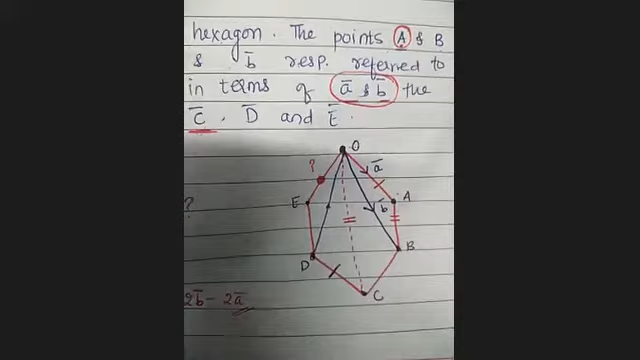 hexagon. The points A & B
& b̄ resp. referred to
in terms of ā & b̄ the
C̄, D̄ and Ē.
O
? ā
E A
? b̄
B
D
C
2b̄ - 2ā